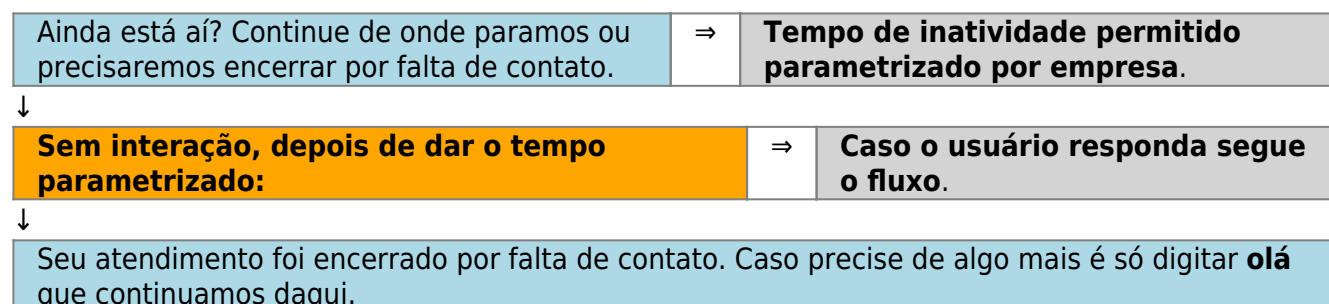 Ainda está aí? Continue de onde paramos ou
precisaremos encerrar por falta de contato.
⇒
Tempo de inatividade permitido
parametrizado por empresa.
↓
Sem interação, depois de dar o tempo
parametrizado:
⇒
Caso o usuário responda segue
o fluxo.
↓
Seu atendimento foi encerrado por falta de contato. Caso precise de algo mais é só digitar olá
que continuamos daqui.